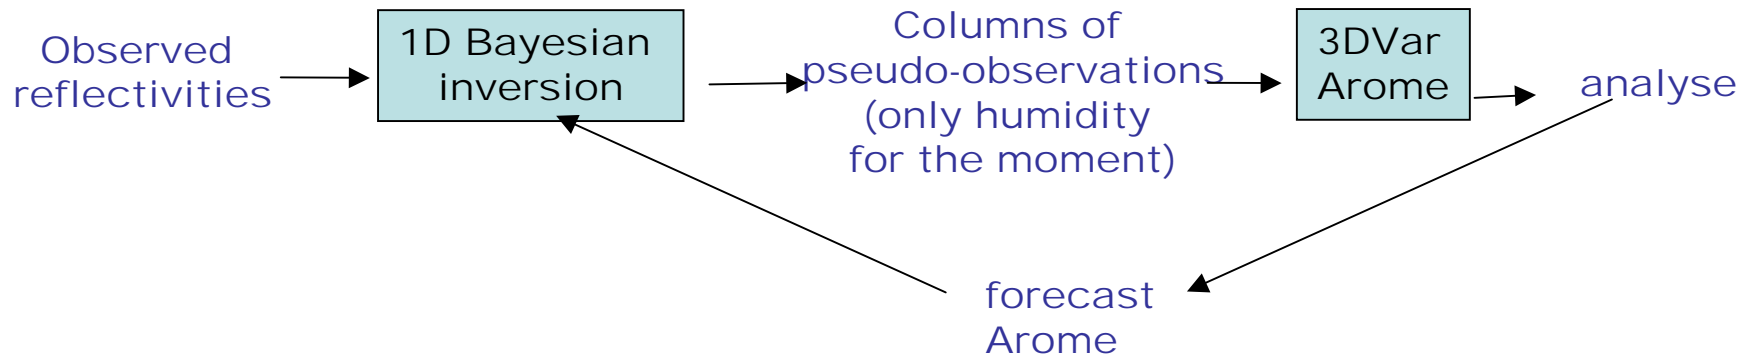 Observed
reflectivities
1D Bayesian
inversion
Columns of
pseudo-observations
(only humidity
for the moment)
3DVar
Arome
analyse
forecast
Arome